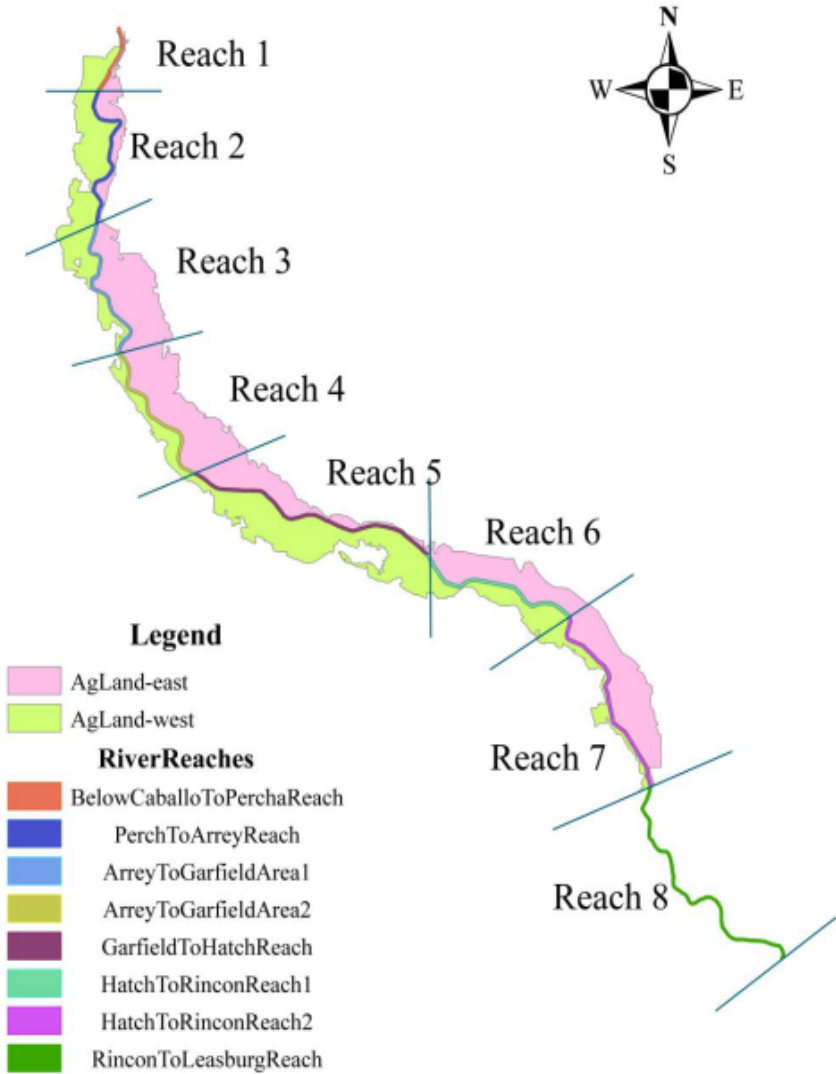 Reach 1
N
W E
S
Reach 2
Reach 3
Reach 4
Reach 5
Reach 6
Legend
AgLand-east
AgLand-west
RiverReaches
Reach 7
BelowCaballoToPerchaReach
PerchToArreyReach
ArreyToGarfieldArea1
Reach 8
ArreyToGarfieldArea2
GarfieldToHatchReach
HatchToRinconReach1
HatchToRinconReach2
RinconToLeasburgReach